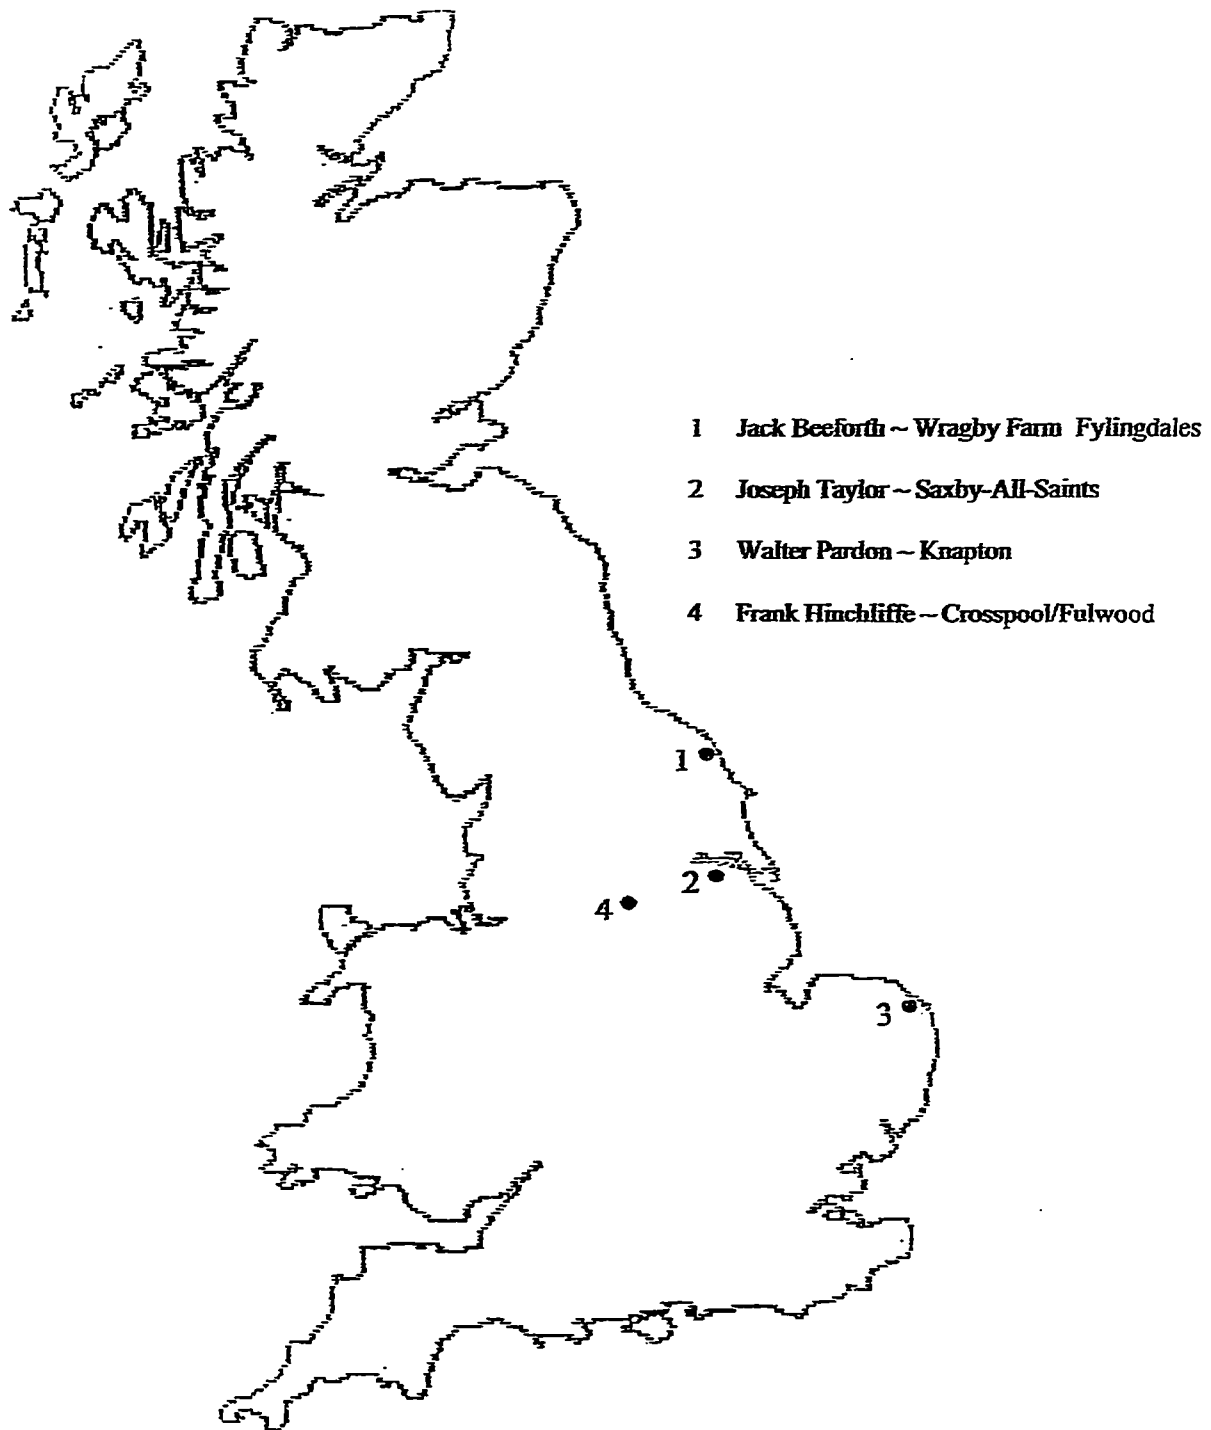 1 Jack Beeforth ~ Wragby Farm Fylingdales
2 Joseph Taylor ~ Saxby-All-Saints
3 Walter Pardon ~ Knapton
4 Frank Hinchliffe ~ Crosspool/Fulwood
1
2
4
3